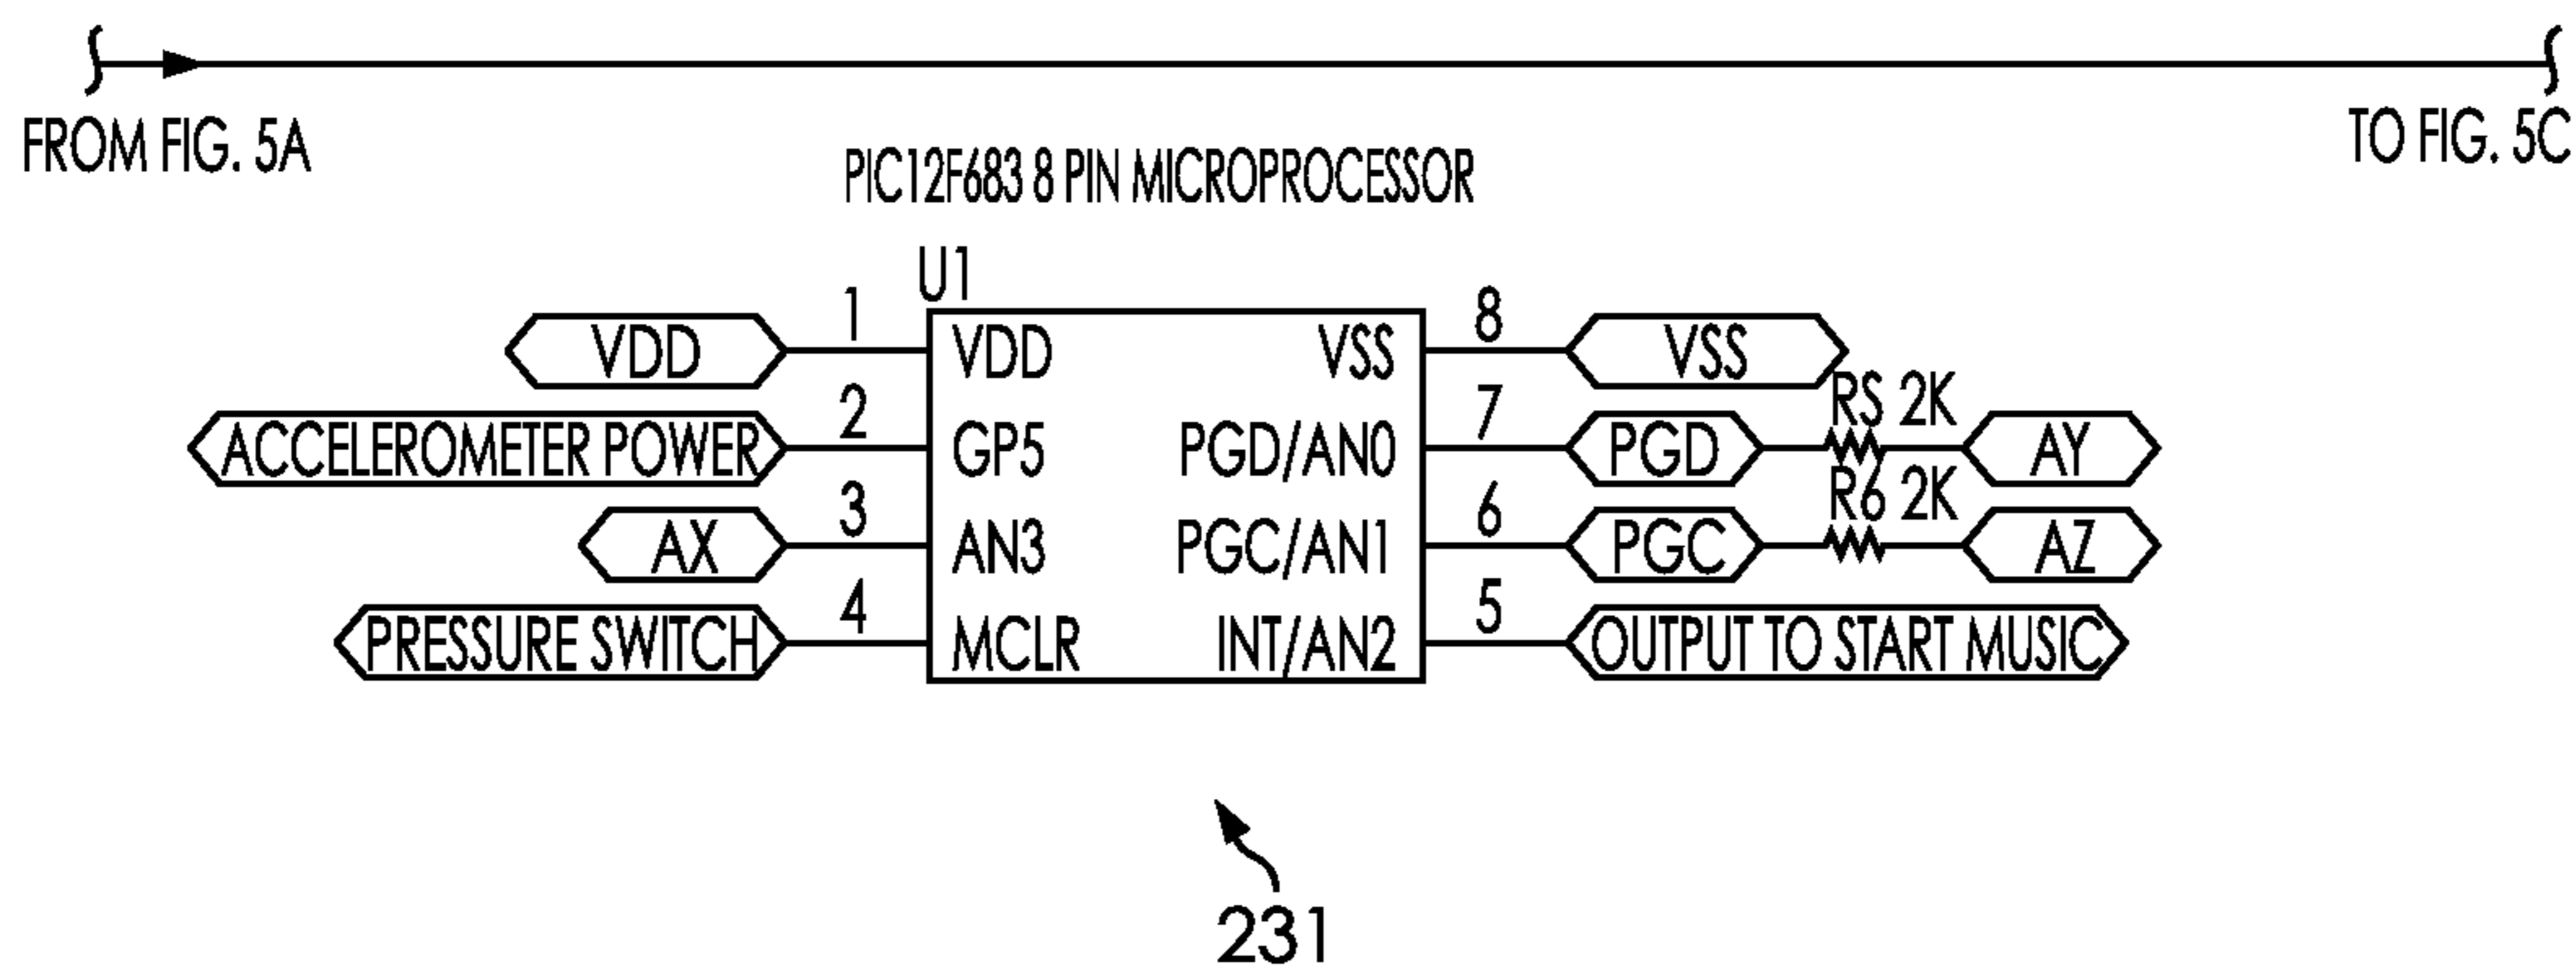 FROM FIG. 5A
TO FIG. 5C
PIC12F683 8 PIN MICROPROCESSOR
U1
VDD 1 VDD VSS 8 VSS
RS 2K
ACCELEROMETER POWER 2 GP5 PGD/AN0 7 PGD AY
R6 2K
AX 3 AN3 PGC/AN1 6 PGC AZ
PRESSURE SWITCH 4 MCLR INT/AN2 5 OUTPUT TO START MUSIC
231